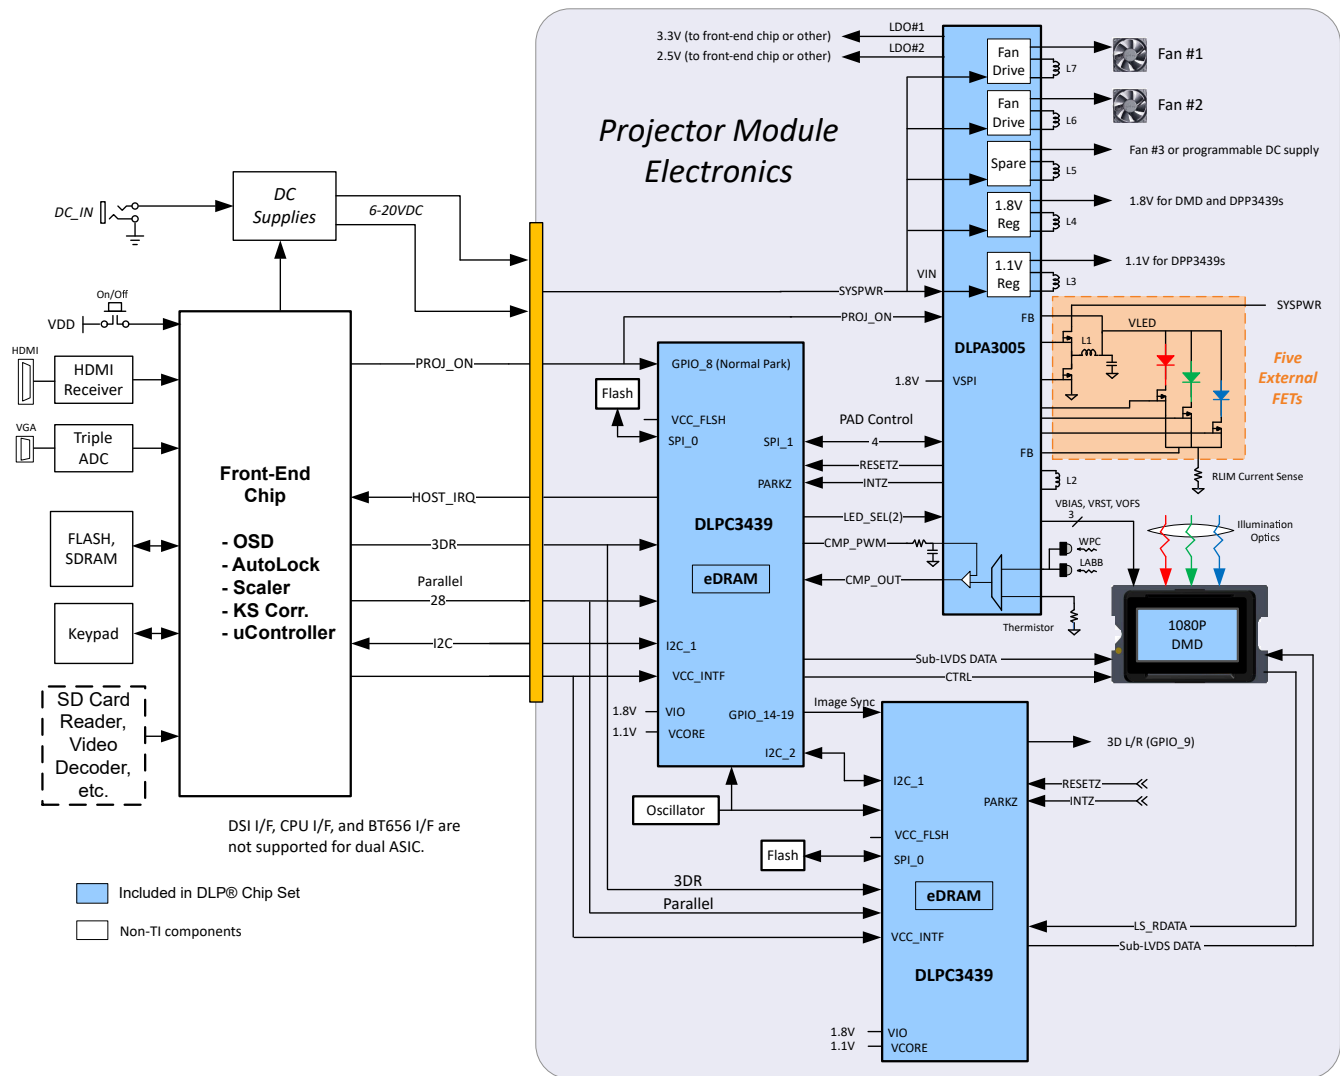 LDO#1
3.3V (to front-end chip or other)
LDO#2
2.5V (to front-end chip or other)
Fan
Drive
L7
Fan #1
Fan
Drive
L6
Fan #2
Projector Module
Electronics
Spare
L5
Fan #3 or programmable DC supply
1.8V
Reg
L4
1.8V for DMD and DPP3439s
1.1V
Reg
L3
1.1V for DPP3439s
DC_IN
DC
Supplies
6-20VDC
VIN
SYSPWR
PROJ_ON
FB
DLPA3005
VSPI
1.8V
SYSPWR
VLED
L1
Five
External
FETs
FB
RLIM Current Sense
L2
VBIAS, VRST, VOFS
3
Illumination
Optics
WPC
LABB
Thermistor
1080P
DMD
On/Off
VDD
HDMI
HDMI
Receiver
VGA
Triple
ADC
FLASH,
SDRAM
Keypad
SD Card
Reader,
Video
Decoder,
etc.
Front-End
Chip
- OSD
- AutoLock
- Scaler
- KS Corr.
- uController
PROJ_ON
HOST_IRQ
3DR
Parallel
28
I2C
GPIO_8 (Normal Park)
Flash
VCC_FLSH
SPI_0
SPI_1
PARKZ
DLPC3439
eDRAM
I2C_1
VCC_INTF
1.8V
VIO
1.1V
VCORE
GPIO_14-19
I2C_2
PAD Control
4
RESETZ
INTZ
LED_SEL(2)
CMP_PWM
CMP_OUT
Sub-LVDS DATA
CTRL
Image Sync
Oscillator
I2C_1
PARKZ
3D L/R (GPIO_9)
RESETZ
INTZ
VCC_FLSH
Flash
SPI_0
eDRAM
3DR
Parallel
VCC_INTF
LS_RDATA
Sub-LVDS DATA
DLPC3439
1.8V
VIO
1.1V
VCORE
DSI I/F, CPU I/F, and BT656 I/F are
not supported for dual ASIC.
Included in DLP® Chip Set
Non-TI components